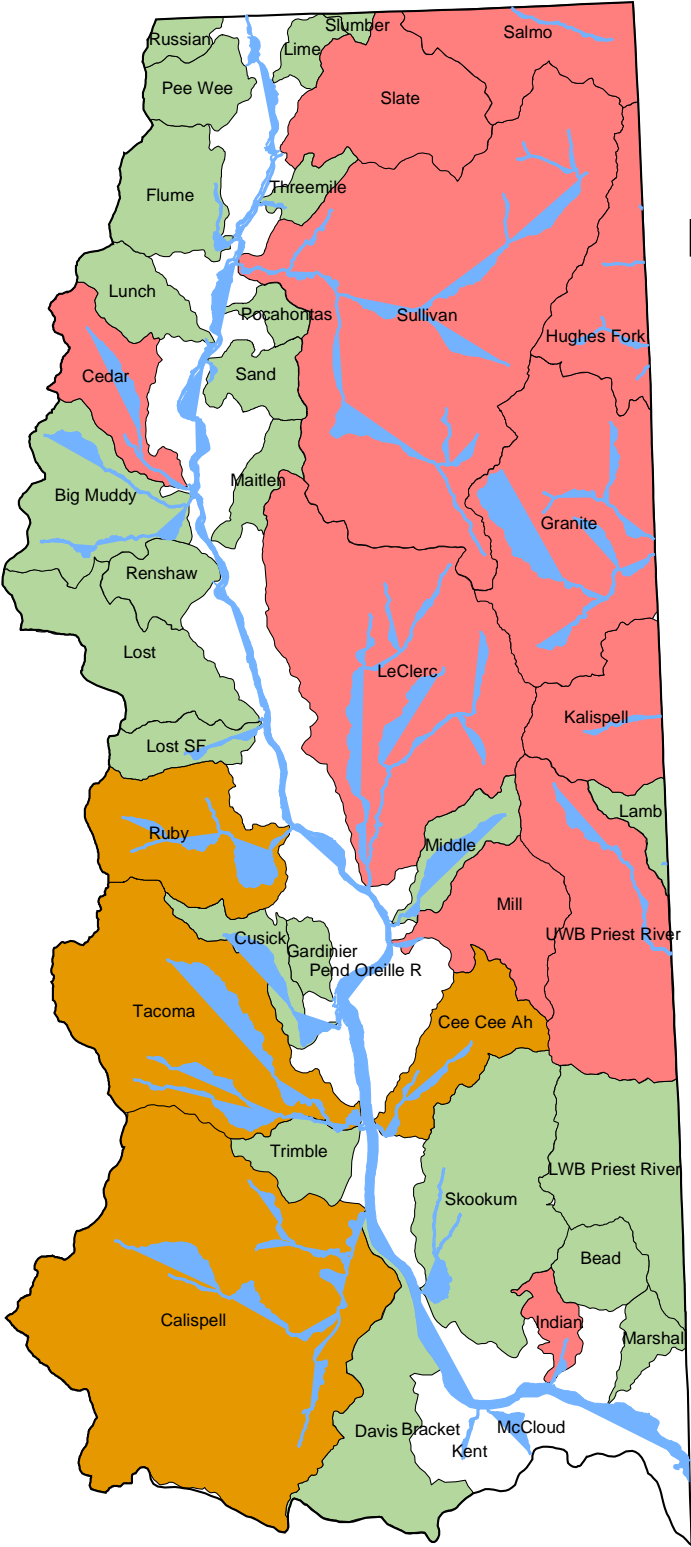 Slumber
Salmo
Russian
Lime
Pee Wee
Slate
Threemile
Flume
Lunch
Pocahontas
Sullivan
Hughes Fork
Cedar
Sand
Maitlen
Big Muddy
Granite
Renshaw
Lost
LeClerc
Kalispell
Lost SF
Lamb
Ruby
Middle
Mill
UWB Priest River
Cusick
Gardinier
Pend Oreille R
Tacoma
Cee Cee Ah
Trimble
LWB Priest River
Skookum
Bead
Calispell
Indian
Marshal
Davis
Bracket
McCloud
Kent